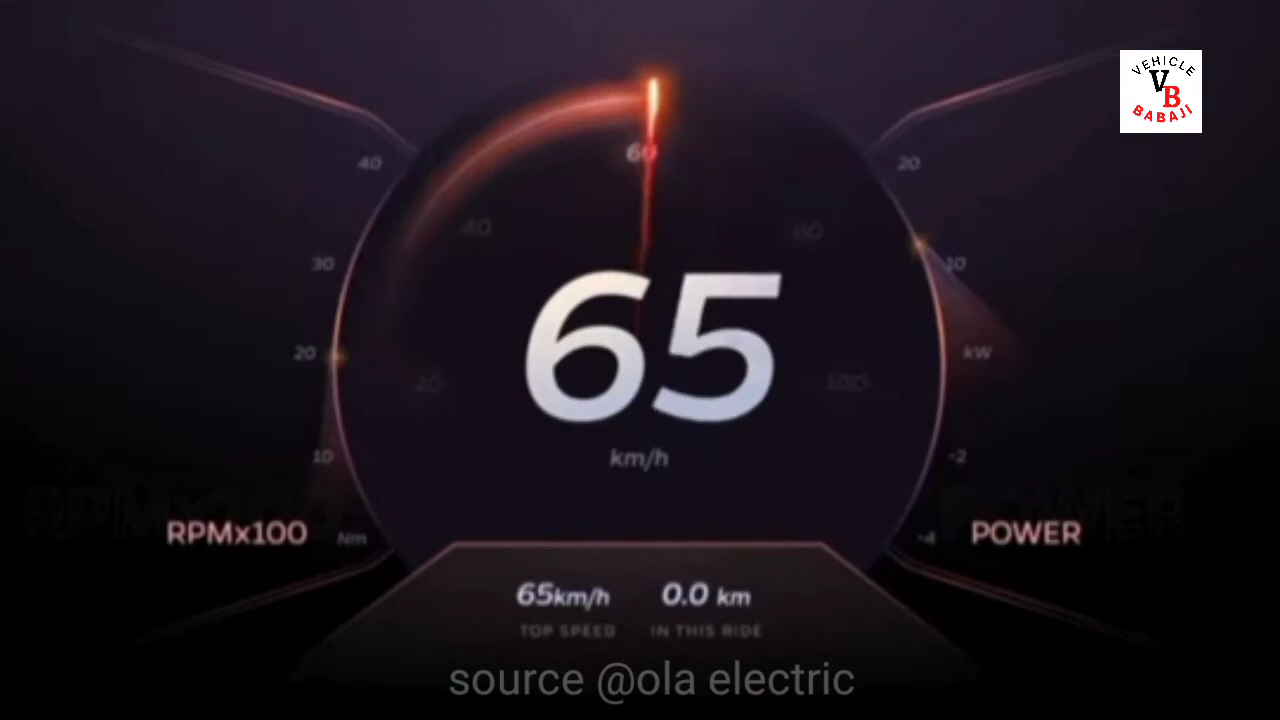 VEHICLE
VB
BABAJI
40
20
60
40
80
30
10
65
20
kW
20
100
km/h
10
-2
RPMx100
Nm
-4
POWER
65km/h
0.0 km
TOP SPEED
IN THIS RIDE
source @ola electric